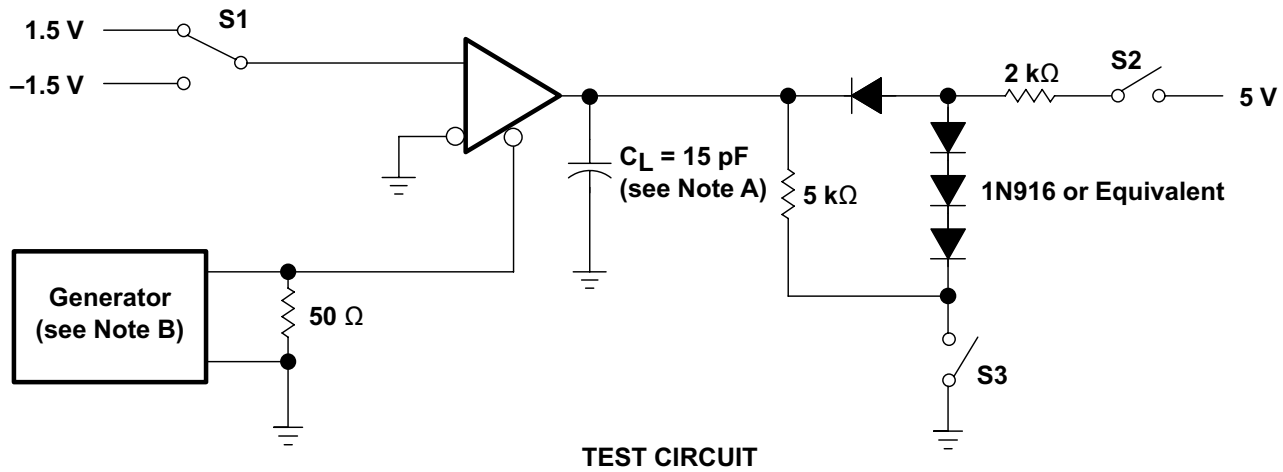 1.5 V
S1
–1.5 V
2 kΩ
S2
5 V
CL = 15 pF
(see Note A)
5 kΩ
1N916 or Equivalent
Generator
(see Note B)
50 Ω
S3
TEST CIRCUIT